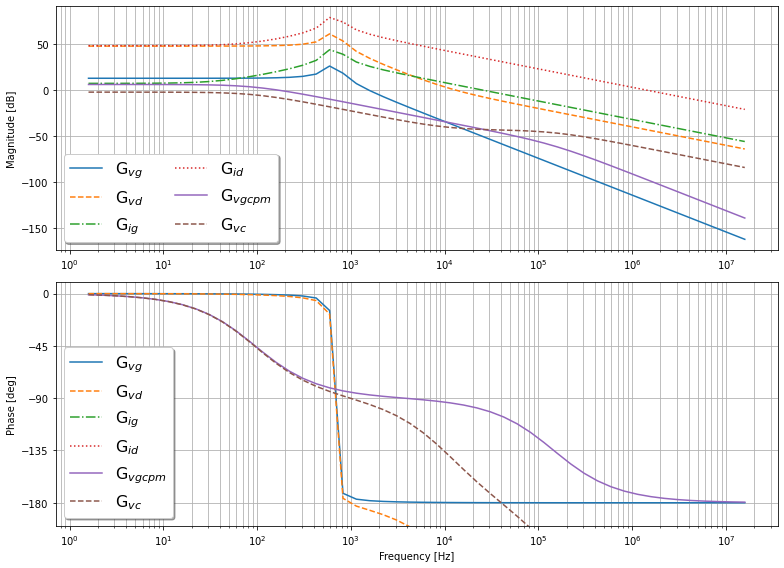 Magnitude [dB]
50
0
−50
−100
−150
G_vg
G_vd
G_ig
G_id
G_vgcpm
G_vc
10^0
10^1
10^2
10^3
10^4
10^5
10^6
10^7
Phase [deg]
0
−45
−90
−135
−180
G_vg
G_vd
G_ig
G_id
G_vgcpm
G_vc
10^0
10^1
10^2
10^3
10^4
10^5
10^6
10^7
Frequency [Hz]